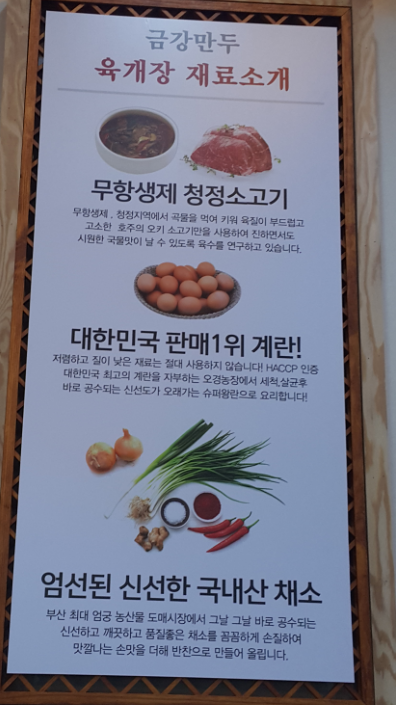 금강만두
육개장 재료소개
무항생제 청정소고기
무항생제, 청정지역에서 곡물을 먹여 키워 육질이 부드럽고
고소한 호주의 오키 소고기만을 사용하여 진하면서도
시원한 국물맛이 날 수 있도록 육수를 연구하고 있습니다.
대한민국 판매1위 계란!
저렴하고 질이 낮은 재료는 절대 사용하지 않습니다! HACCP 인증
대한민국 최고의 계란을 자부하는 오경농장에서 세척,살균후
바로 공수되는 신선도가 오래가는 슈퍼왕란으로 요리합니다!
엄선된 신선한 국내산 채소
부산 최대 엄궁 농산물 도매시장에서 그날 그날 바로 공수되는
신선하고 깨끗하고 품질좋은 채소를 꼼꼼하게 손질하여
맛깔나는 손맛을 더해 반찬으로 만들어 올립니다.